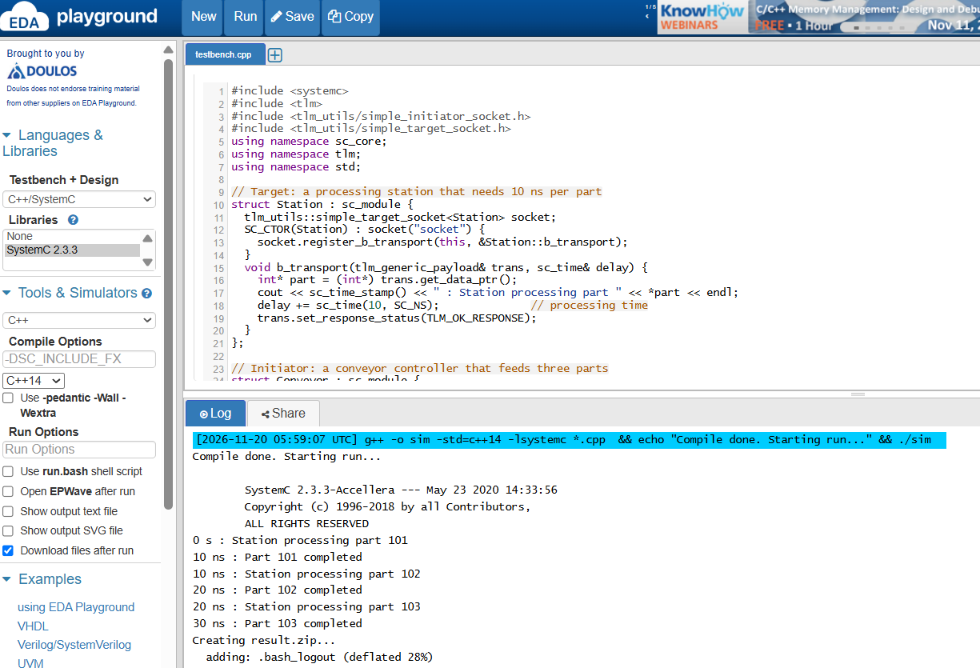 EDA playground
New Run Save Copy
1/8
KnowHow
WEBINARS
C/C++ Memory Management: Design and Debu
FREE • 1 Hour
Nov 11, 2
Brought to you by
DOULOS
Doulos does not endorse training material
from other suppliers on EDA Playground.
Languages &
Libraries
Testbench + Design
C++/SystemC
Libraries
None
SystemC 2.3.3
Tools & Simulators
C++
Compile Options
-DSC_INCLUDE_FX
C++14
Use -pedantic -Wall -
Wextra
Run Options
Run Options
Use run.bash shell script
Open EPWave after run
Show output text file
Show output SVG file
Download files after run
Examples
using EDA Playground
VHDL
Verilog/SystemVerilog
UVM
testbench.cpp
1 #include <systemc>
2 #include <tlm>
3 #include <tlm_utils/simple_initiator_socket.h>
4 #include <tlm_utils/simple_target_socket.h>
5 using namespace sc_core;
6 using namespace tlm;
7 using namespace std;
8
9 // Target: a processing station that needs 10 ns per part
10 struct Station : sc_module {
11 tlm_utils::simple_target_socket<Station> socket;
12 SC_CTOR(Station) : socket("socket") {
13 socket.register_b_transport(this, &Station::b_transport);
14 }
15 void b_transport(tlm_generic_payload& trans, sc_time& delay) {
16 int* part = (int*) trans.get_data_ptr();
17 cout << sc_time_stamp() << " : Station processing part " << *part << endl;
18 delay += sc_time(10, SC_NS); // processing time
19 trans.set_response_status(TLM_OK_RESPONSE);
20 }
21 };
22
23 // Initiator: a conveyor controller that feeds three parts
24 struct Conveyor : sc_module {
Log
Share
[2026-11-20 05:59:07 UTC] g++ -o sim -std=c++14 -lsystemc *.cpp && echo "Compile done. Starting run..." && ./sim
Compile done. Starting run...
SystemC 2.3.3-Accellera --- May 23 2020 14:33:56
Copyright (c) 1996-2018 by all Contributors,
ALL RIGHTS RESERVED
0 s : Station processing part 101
10 ns : Part 101 completed
10 ns : Station processing part 102
20 ns : Part 102 completed
20 ns : Station processing part 103
30 ns : Part 103 completed
Creating result.zip...
adding: .bash_logout (deflated 28%)